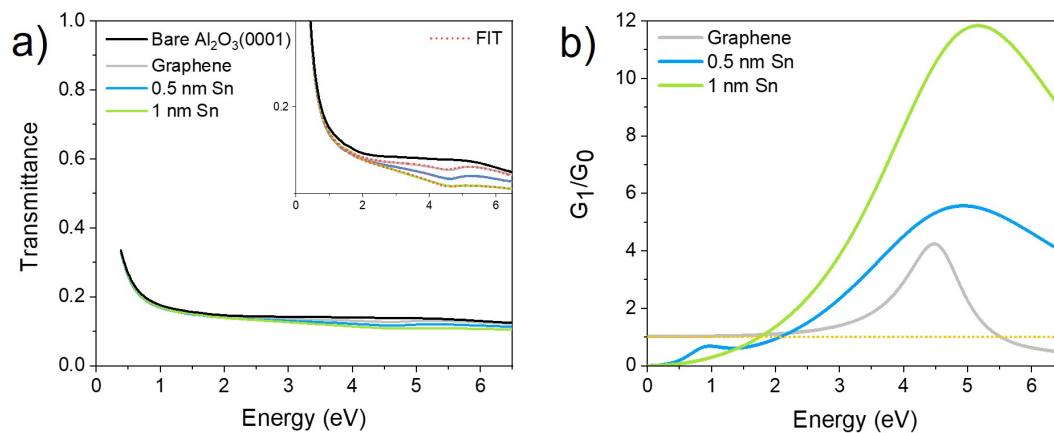 a)
Transmittance
1.0
0.8
0.6
0.4
0.2
0.0
Bare Al₂O₃(0001)
Graphene
0.5 nm Sn
1 nm Sn
FIT
0.2
0 2 4 6
0 1 2 3 4 5 6
Energy (eV)
b)
G₁/G₀
12
10
8
6
4
2
0
Graphene
0.5 nm Sn
1 nm Sn
0 1 2 3 4 5 6
Energy (eV)